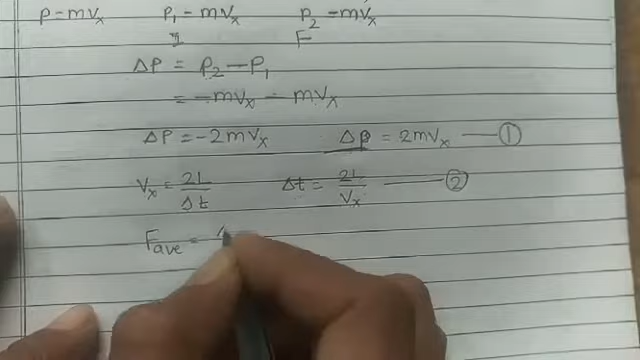 P = mVx P1 = mVx P2 = -mVx
I F
ΔP = P2 - P1
= -mVx - mVx
ΔP = -2mVx ΔP = 2mVx — ①
Vx = 2L/Δt Δt = 2L/Vx — ②
Fave =